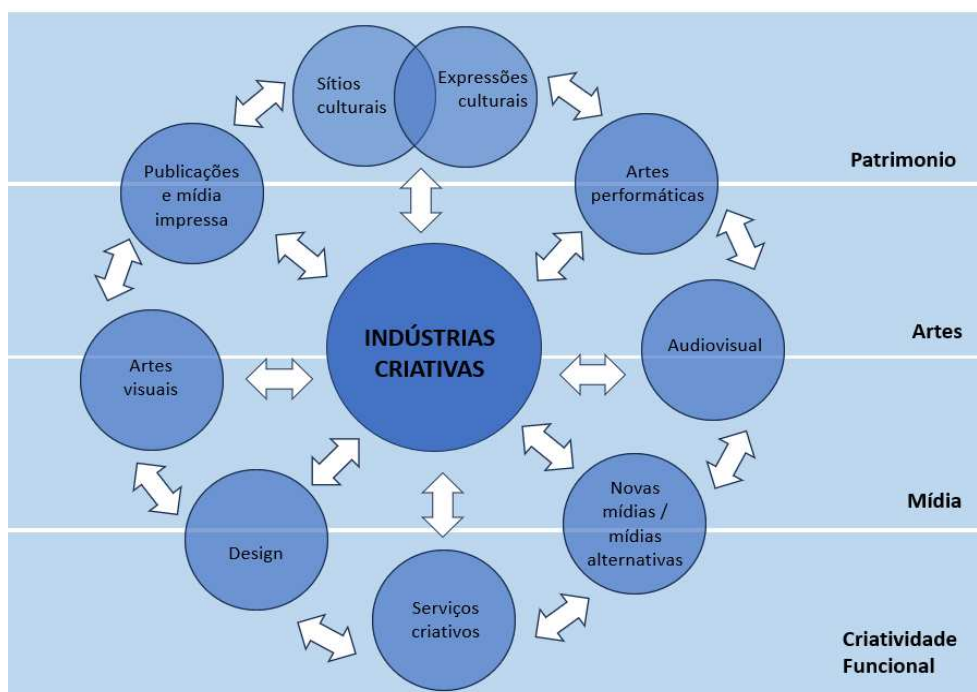 Sítios
culturais
Expressões
culturais
Patrimonio
Publicações
e mídia
impressa
Artes
performáticas
INDÚSTRIAS
CRIATIVAS
Artes
Audiovisual
Artes
visuais
Mídia
Novas
mídias /
mídias
alternativas
Design
Serviços
criativos
Criatividade
Funcional